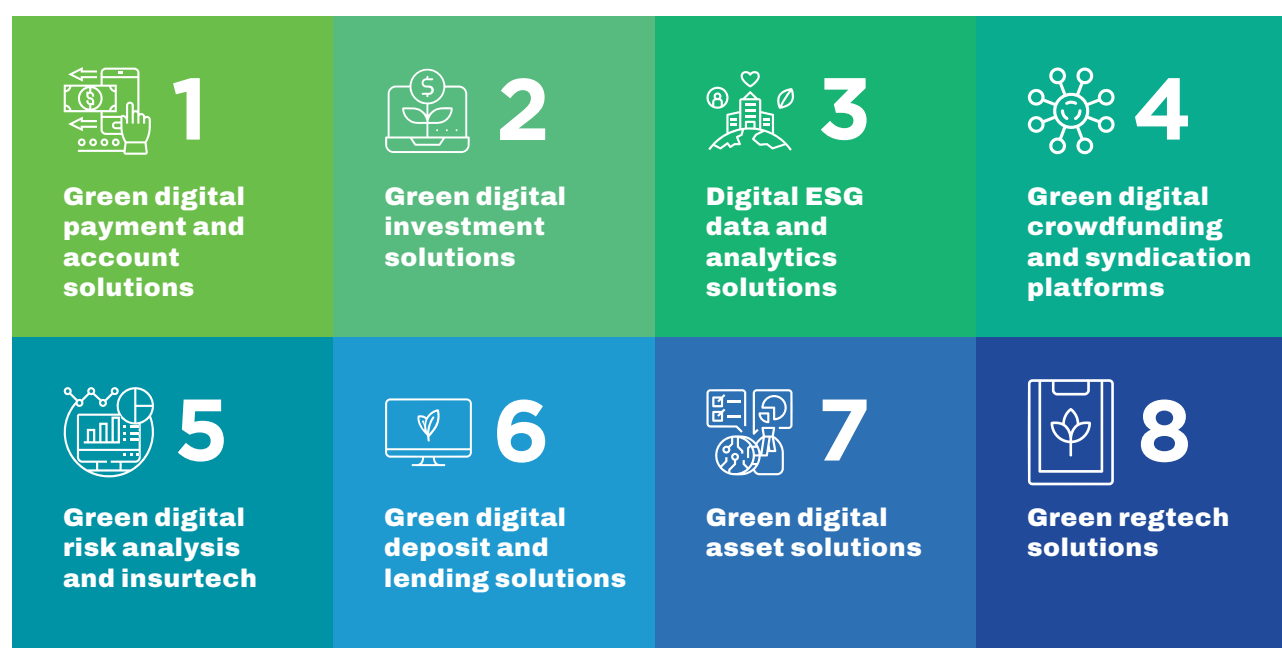 1
Green digital
payment and
account
solutions
2
Green digital
investment
solutions
3
Digital ESG
data and
analytics
solutions
4
Green digital
crowdfunding
and syndication
platforms
5
Green digital
risk analysis
and insurtech
6
Green digital
deposit and
lending solutions
7
Green digital
asset solutions
8
Green regtech
solutions